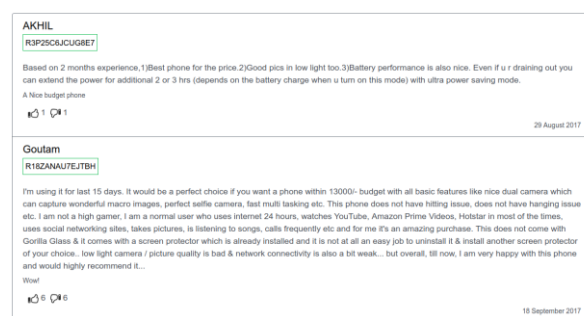 AKHIL
R3P25C6JCUG8E7
Based on 2 months experience,1)Best phone for the price.2)Good pics in low light too.3)Battery performance is also nice. Even if u r draining out you
can extend the power for additional 2 or 3 hrs (depends on the battery charge when u turn on this mode) with ultra power saving mode.
A Nice budget phone
1 1
29 August 2017
Goutam
R18ZANAU7EJTBH
I'm using it for last 15 days. It would be a perfect choice if you want a phone within 13000/- budget with all basic features like nice dual camera which
can capture wonderful macro images, perfect selfie camera, fast multi tasking etc. This phone does not have hitting issue, does not have hanging issue
etc. I am not a high gamer, I am a normal user who uses internet 24 hours, watches YouTube, Amazon Prime Videos, Hotstar in most of the times,
uses social networking sites, takes pictures, is listening to songs, calls frequently etc and for me it's an amazing purchase. This does not come with
Gorilla Glass & it comes with a screen protector which is already installed and it is not at all an easy job to uninstall it & install another screen protector
of your choice.. low light camera / picture quality is bad & network connectivity is also a bit weak... but overall, till now, I am very happy with this phone
and would highly recommend it...
Wow!
6 6
18 September 2017